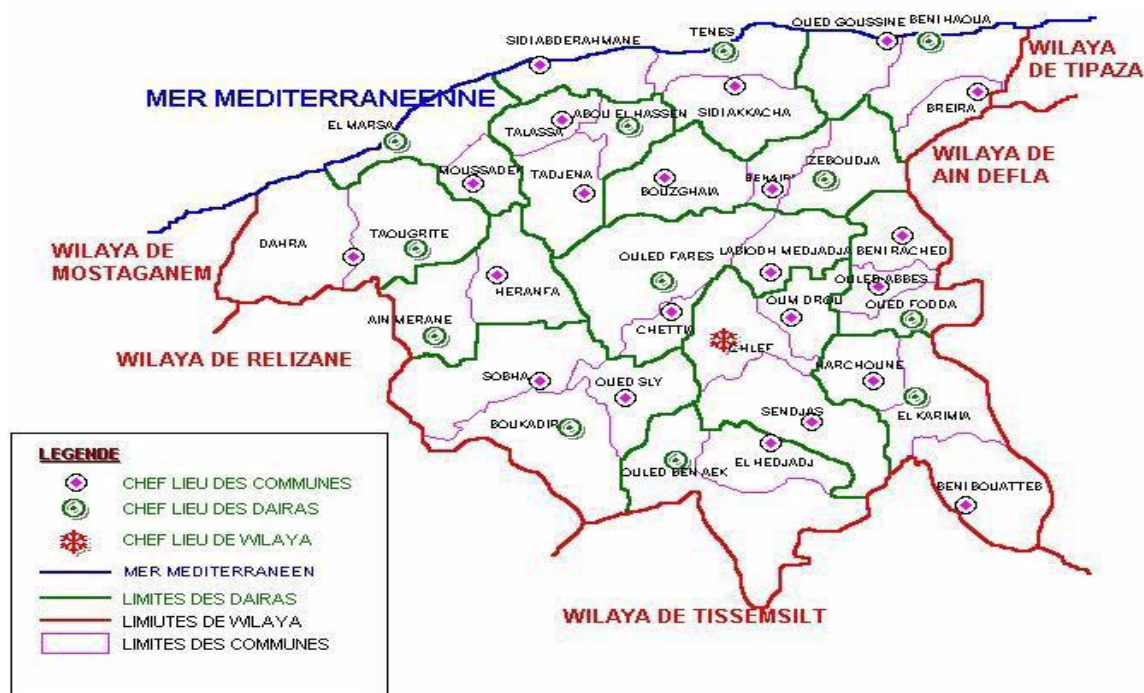 OUED GOUSSINE
BENI HAOUA
SIDI ABDERAHMANE
TENES
WILAYA
DE TIPAZA
MER MEDITERRANEENNE
BREIRA
ABOU EL HASSEN
SIDI AKKACHA
EL MARSA
TALASSA
WILAYA DE
AIN DEFLA
MOUSSADEK
TADJENA
BOUZGHAIA
ZEBOUDJA
DAHRA
TAOUGRITE
WILAYA DE
MOSTAGANEM
OULED FARES
LABIODH MEDJADJA
BENI RACHED
HERANFA
OULED ABBES
OUM DROU
OUED FODDA
AIN MERANE
CHETTIA
CHLEF
WILAYA DE RELIZANE
HARCHOUNE
SOBHA
OUED SLY
SENDJAS
EL KARIMIA
BOUKADIR
OULED BEN AEK
EL HEDJADJ
BENI BOUATTEB
WILAYA DE TISSEMSILT
LEGENDE
CHEF LIEU DES COMMUNES
CHEF LIEU DES DAIRAS
CHEF LIEU DE WILAYA
MER MEDITERRANEEN
LIMITES DES DAIRAS
LIMIUTES DE WILAYA
LIMITES DES COMMUNES